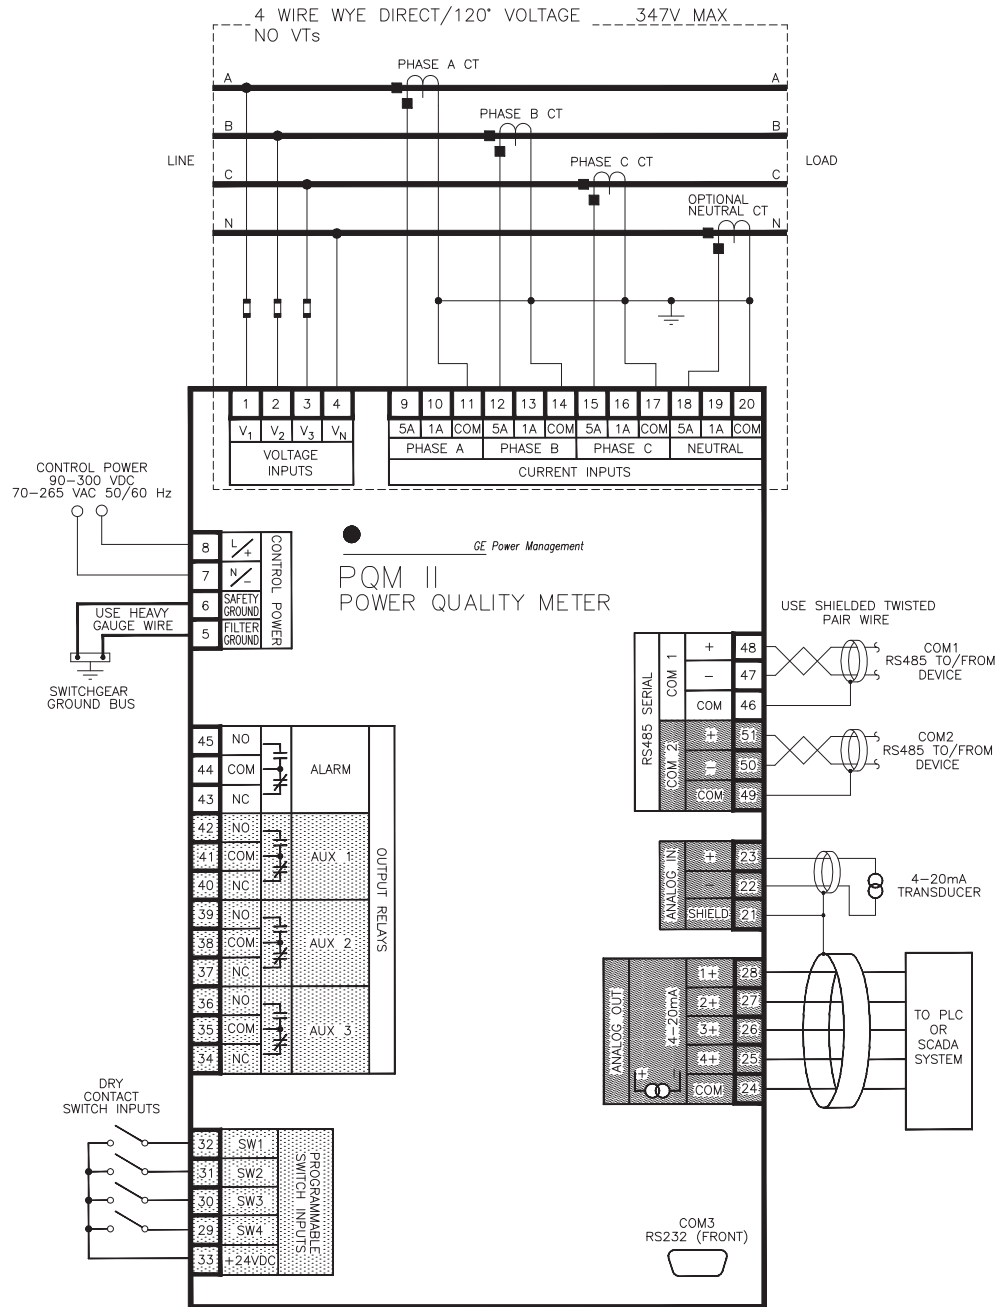 4 WIRE WYE DIRECT/120° VOLTAGE 347V MAX
NO VTs
PHASE A CT
A A
PHASE B CT
B B
LINE
PHASE C CT
LOAD
C C
OPTIONAL
NEUTRAL CT
N N
1 2 3 4 9 10 11 12 13 14 15 16 17 18 19 20
V1 V2 V3 VN 5A 1A COM 5A 1A COM 5A 1A COM 5A 1A COM
VOLTAGE
INPUTS
PHASE A PHASE B PHASE C NEUTRAL
CURRENT INPUTS
CONTROL POWER
90-300 VDC
70-265 VAC 50/60 Hz
8 L/+
7 N/-
6 SAFETY
GROUND
5 FILTER
GROUND
CONTROL POWER
USE HEAVY
GAUGE WIRE
SWITCHGEAR
GROUND BUS
GE Power Management
PQM II
POWER QUALITY METER
USE SHIELDED TWISTED
PAIR WIRE
RS485 SERIAL
COM 1
+ 48
- 47
COM 46
COM1
RS485 TO/FROM
DEVICE
COM 2
+ 51
- 50
COM 49
COM2
RS485 TO/FROM
DEVICE
45 NO
44 COM
43 NC
ALARM
42 NO
41 COM
40 NC
AUX 1
39 NO
38 COM
37 NC
AUX 2
36 NO
35 COM
34 NC
AUX 3
OUTPUT RELAYS
ANALOG IN
+ 23
- 22
SHIELD 21
4-20mA
TRANSDUCER
ANALOG OUT
4-20mA
+ -
1+ 28
2+ 27
3+ 26
4+ 25
COM 24
TO PLC
OR
SCADA
SYSTEM
DRY
CONTACT
SWITCH INPUTS
32 SW1
31 SW2
30 SW3
29 SW4
33 +24VDC
PROGRAMMABLE
SWITCH INPUTS
COM3
RS232 (FRONT)